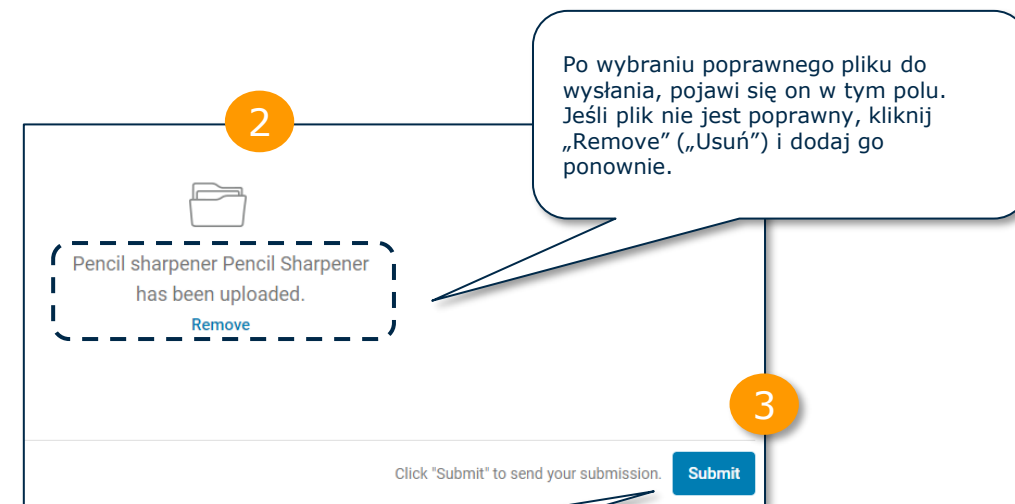 Po wybraniu poprawnego pliku do
wysłania, pojawi się on w tym polu.
Jeśli plik nie jest poprawny, kliknij
„Remove” („Usuń”) i dodaj go
ponownie.
2
Pencil sharpener Pencil Sharpener
has been uploaded.
Remove
3
Click "Submit" to send your submission.
Submit